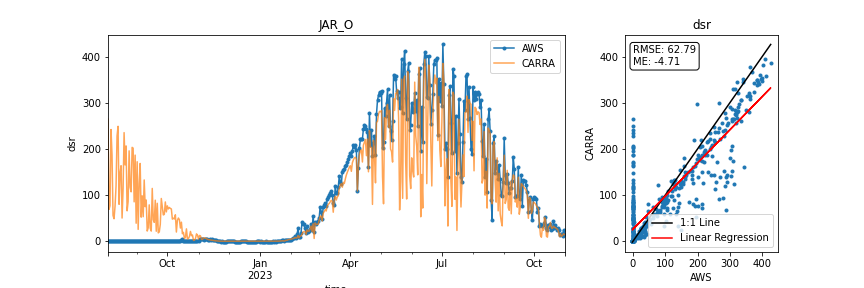 JAR_O
dsr
400
300
200
100
0
dsr
AWS
CARRA
Oct
Jan
2023
Apr
Jul
Oct
time
dsr
RMSE: 62.79
ME: -4.71
400
300
200
100
0
CARRA
1:1 Line
Linear Regression
0
100
200
300
400
AWS